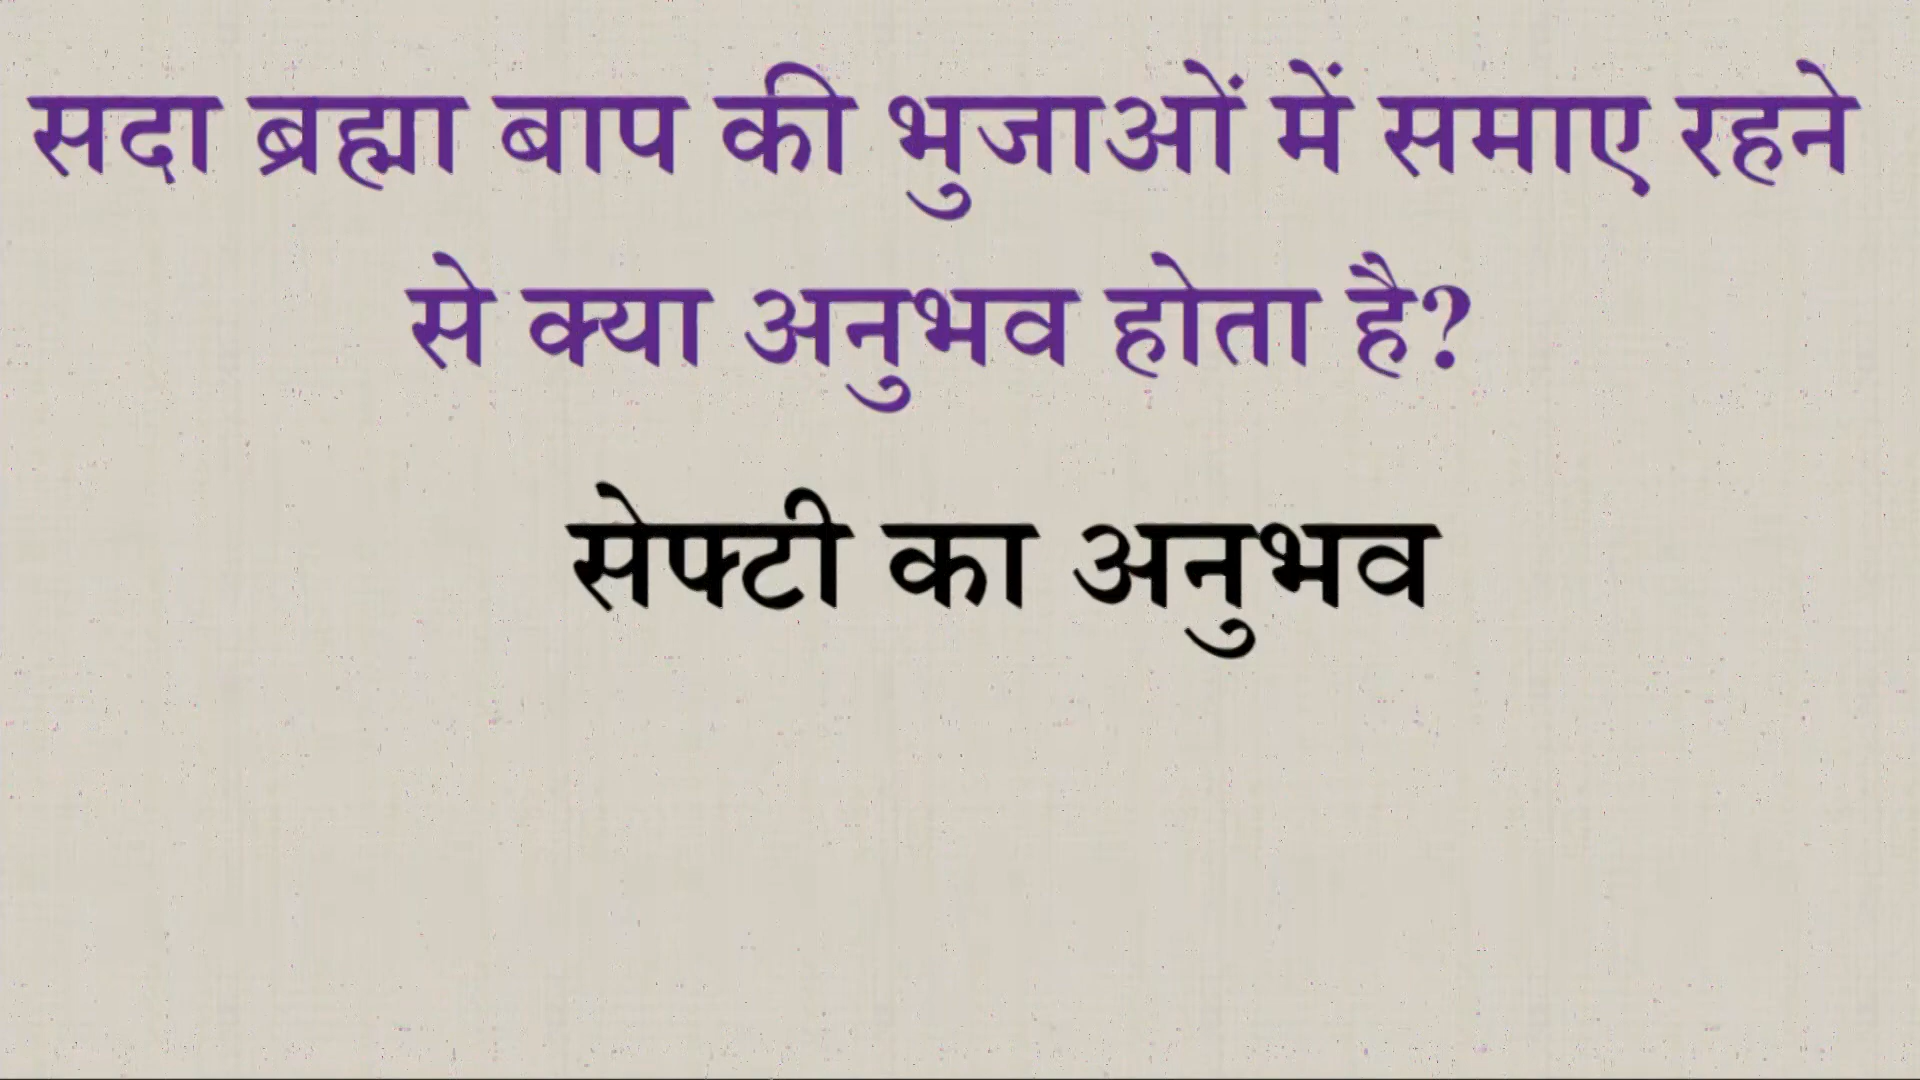 सदा ब्रह्मा बाप की भुजाओं में समाए रहने
से क्या अनुभव होता है?
सेफ्टी का अनुभव